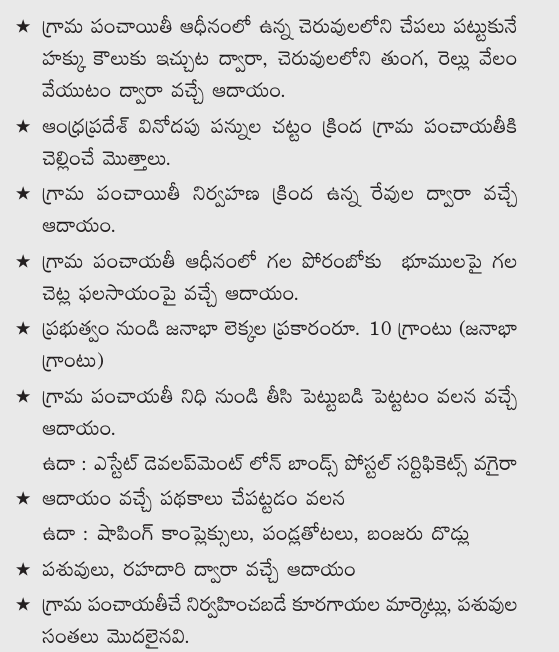 ★ గ్రామ పంచాయితీ ఆధీనంలో ఉన్న చెరువులలోని చేపలు పట్టుకునే
హక్కు కౌలుకు ఇచ్చుట ద్వారా, చెరువులలోని తుంగ, రెల్లు వేలం
వేయుటం ద్వారా వచ్చే ఆదాయం.
★ ఆంధ్రప్రదేశ్ వినోదపు పన్నుల చట్టం క్రింద గ్రామ పంచాయతీకి
చెల్లించే మొత్తాలు.
★ గ్రామ పంచాయితీ నిర్వహణ క్రింద ఉన్న రేవుల ద్వారా వచ్చే
ఆదాయం.
★ గ్రామ పంచాయతీ ఆధీనంలో గల పోరంబోకు భూములపై గల
చెట్ల ఫలసాయంపై వచ్చే ఆదాయం.
★ ప్రభుత్వం నుండి జనాభా లెక్కల ప్రకారంరూ. 10 గ్రాంటు (జనాభా
గ్రాంటు)
★ గ్రామ పంచాయతీ నిధి నుండి తీసి పెట్టుబడి పెట్టటం వలన వచ్చే
ఆదాయం.
ఉదా : ఎస్టేట్ డెవలప్‌మెంట్ లోన్ బాండ్స్ పోస్టల్ సర్టిఫికెట్స్ వగైరా
★ ఆదాయం వచ్చే పథకాలు చేపట్టడం వలన
ఉదా : షాపింగ్ కాంప్లెక్సులు, పండ్లతోటలు, బంజరు దొడ్లు
★ పశువులు, రహదారి ద్వారా వచ్చే ఆదాయం
★ గ్రామ పంచాయతీచే నిర్వహించబడే కూరగాయల మార్కెట్లు, పశువుల
సంతలు మొదలైనవి.